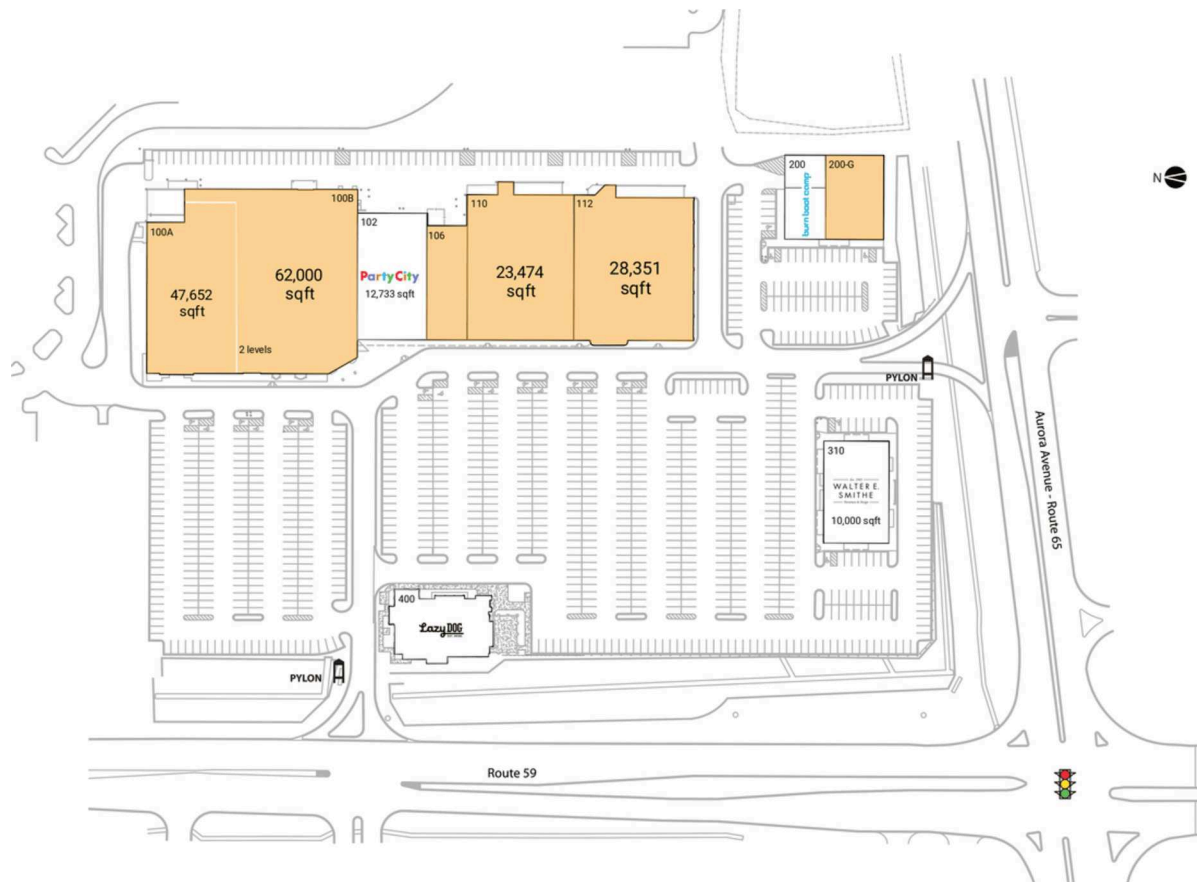 N
100A
47,652
sqft
100B
62,000
sqft
2 levels
102
Party City
12,733 sqft
106
110
23,474
sqft
112
28,351
sqft
200
burn boot camp
200-G
PYLON
310
WALTER E.
SMITHE
10,000 sqft
Aurora Avenue - Route 65
400
Lazy DOG
PYLON
Route 59